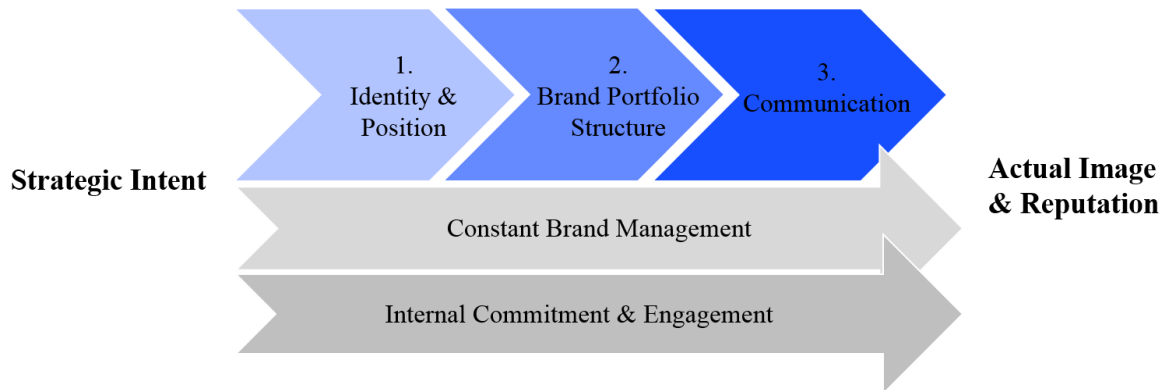 Strategic Intent
1.
Identity &
Position
2.
Brand Portfolio
Structure
3.
Communication
Constant Brand Management
Internal Commitment & Engagement
Actual Image
& Reputation